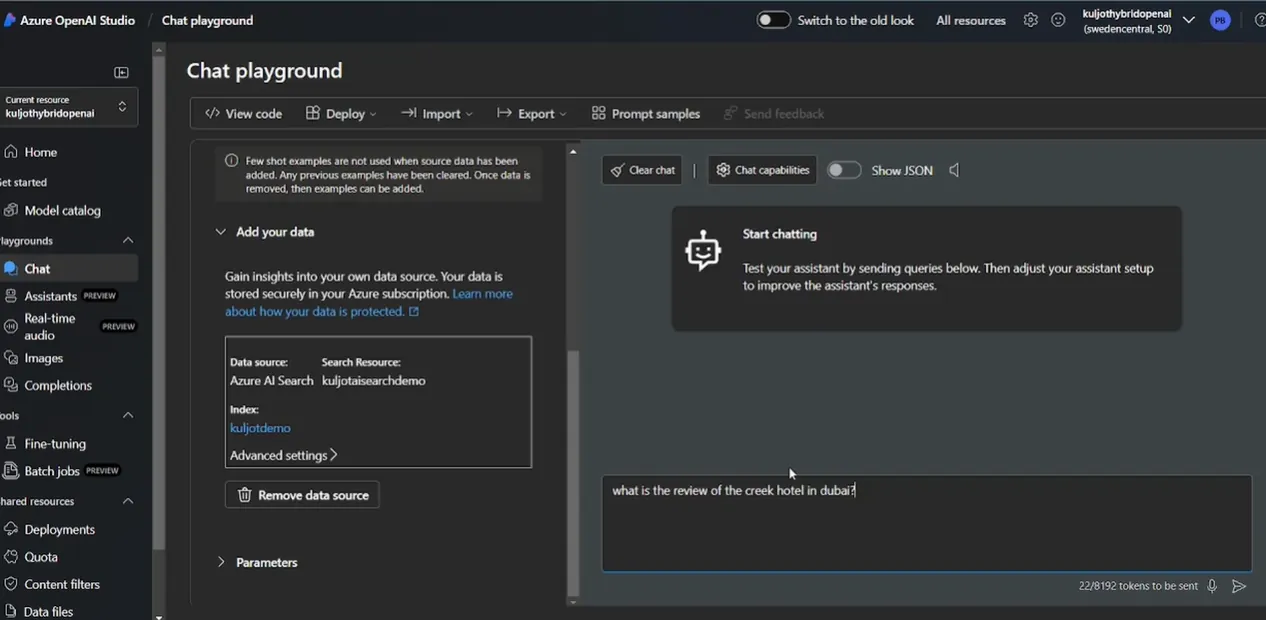 Azure OpenAI Studio / Chat playground
Switch to the old look
All resources
kuljothybridopenai
(swedencentral, S0)
PB
Current resource
kuljothybridopenai
Home
Get started
Model catalog
laygrounds
Chat
Assistants PREVIEW
Real-time
audio
PREVIEW
Images
Completions
ools
Fine-tuning
Batch jobs PREVIEW
hared resources
Deployments
Quota
Content filters
Data files
Chat playground
View code
Deploy
Import
Export
Prompt samples
Send feedback
Few shot examples are not used when source data has been
added. Any previous examples have been cleared. Once data is
removed, then examples can be added.
Add your data
Gain insights into your own data source. Your data is
stored securely in your Azure subscription. Learn more
about how your data is protected.
Data source: Search Resource:
Azure AI Search kuljotaisearchdemo
Index:
kuljotdemo
Advanced settings
Remove data source
Parameters
Clear chat
Chat capabilities
Show JSON
Start chatting
Test your assistant by sending queries below. Then adjust your assistant setup
to improve the assistant's responses.
what is the review of the creek hotel in dubai?
22/8192 tokens to be sent